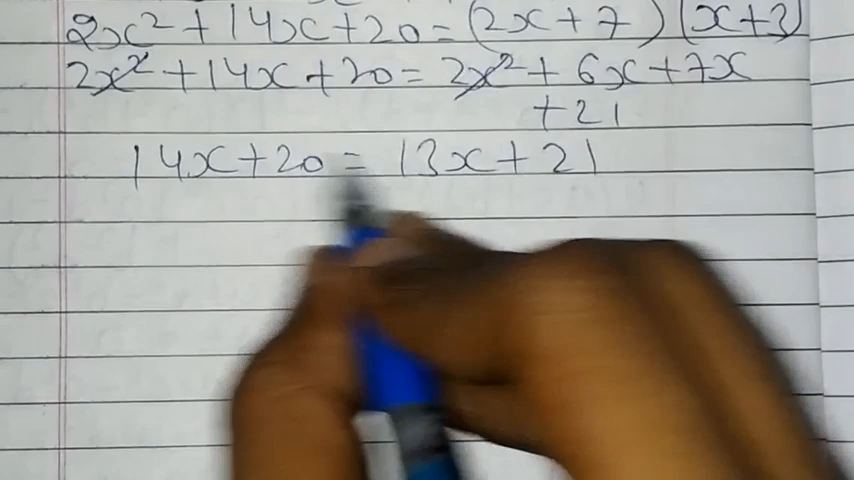 2x² + 14x + 20 = (2x + 7) (x + 3)
2x² + 14x + 20 = 2x² + 6x + 7x
+ 21
14x + 20 = 13x + 21